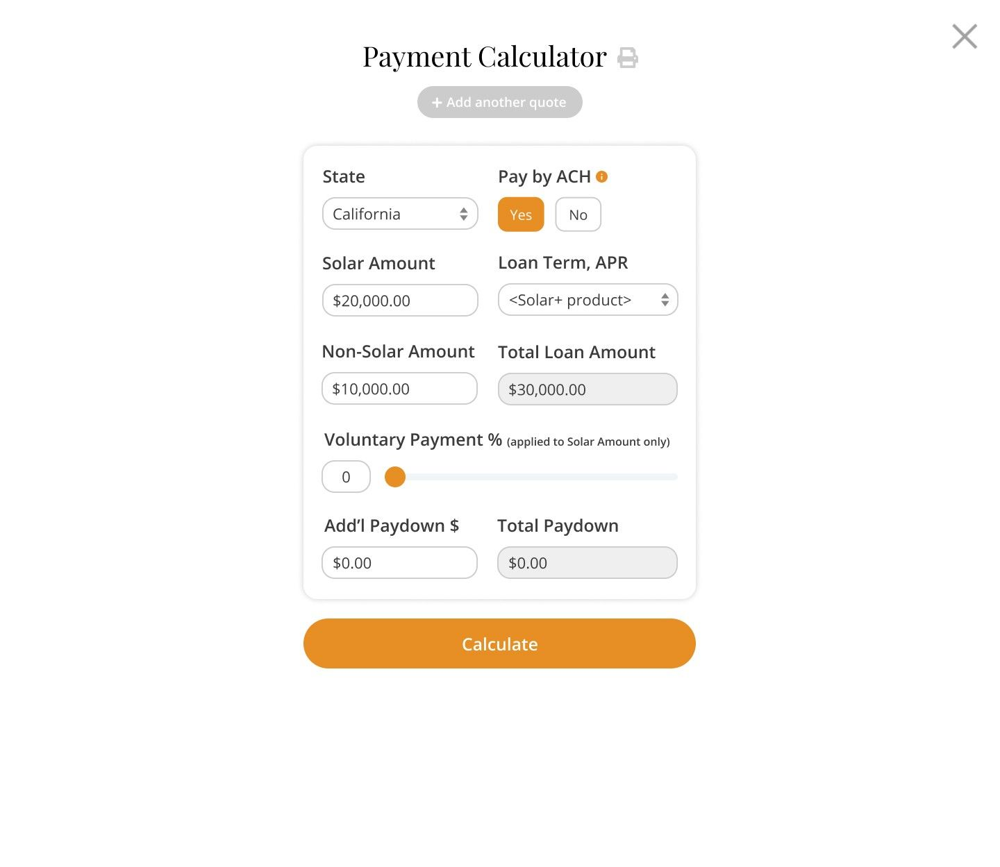 Payment Calculator
+ Add another quote
State
Pay by ACH
California
Yes
No
Solar Amount
Loan Term, APR
$20,000.00
<Solar+ product>
Non-Solar Amount
Total Loan Amount
$10,000.00
$30,000.00
Voluntary Payment % (applied to Solar Amount only)
0
Add’l Paydown $
Total Paydown
$0.00
$0.00
Calculate